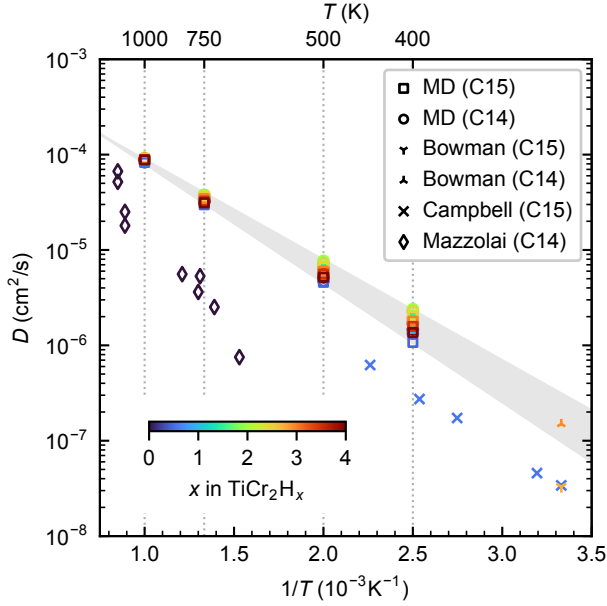 T (K)
1000 750 500 400
10⁻³
10⁻⁴
10⁻⁵
10⁻⁶
10⁻⁷
10⁻⁸
D (cm²/s)
MD (C15)
MD (C14)
Bowman (C15)
Bowman (C14)
Campbell (C15)
Mazzolai (C14)
0 2 4
x in TiCr₂Hₓ
1.0 1.5 2.0 2.5 3.0 3.5
1/T (10⁻³K⁻¹)